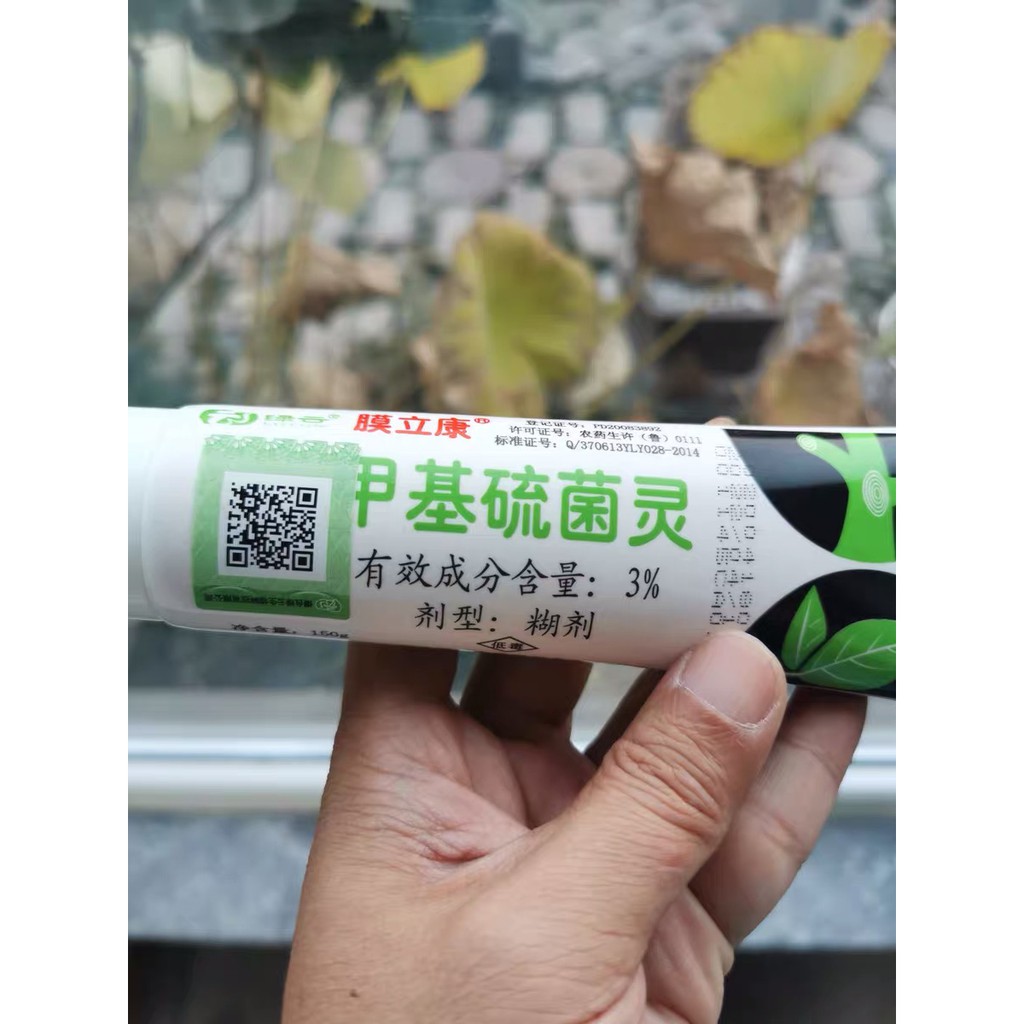 膜立康®
登记证号：PD20083892
许可证号：农药生许（鲁）0111
标准证号：Q/370613YLY028-2014
甲基硫菌灵
有效成分含量：3%
剂型：糊剂
低毒
净含量：150g